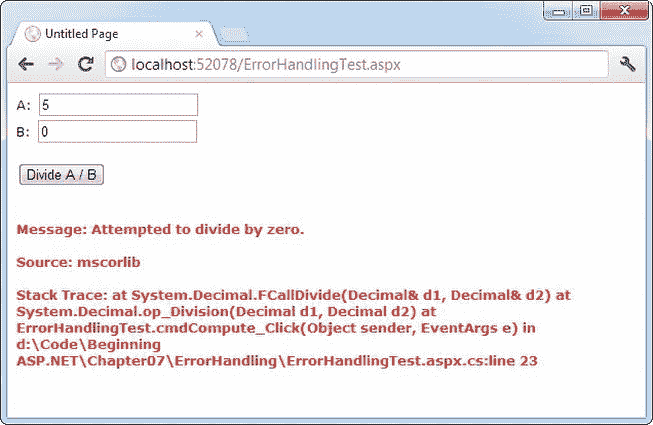 Untitled Page
localhost:52078/ErrorHandlingTest.aspx
A: 5
B: 0
Divide A / B
Message: Attempted to divide by zero.
Source: mscorlib
Stack Trace: at System.Decimal.FCallDivide(Decimal& d1, Decimal& d2) at
System.Decimal.op_Division(Decimal d1, Decimal d2) at
ErrorHandlingTest.cmdCompute_Click(Object sender, EventArgs e) in
d:\Code\Beginning
ASP.NET\Chapter07\ErrorHandling\ErrorHandlingTest.aspx.cs:line 23